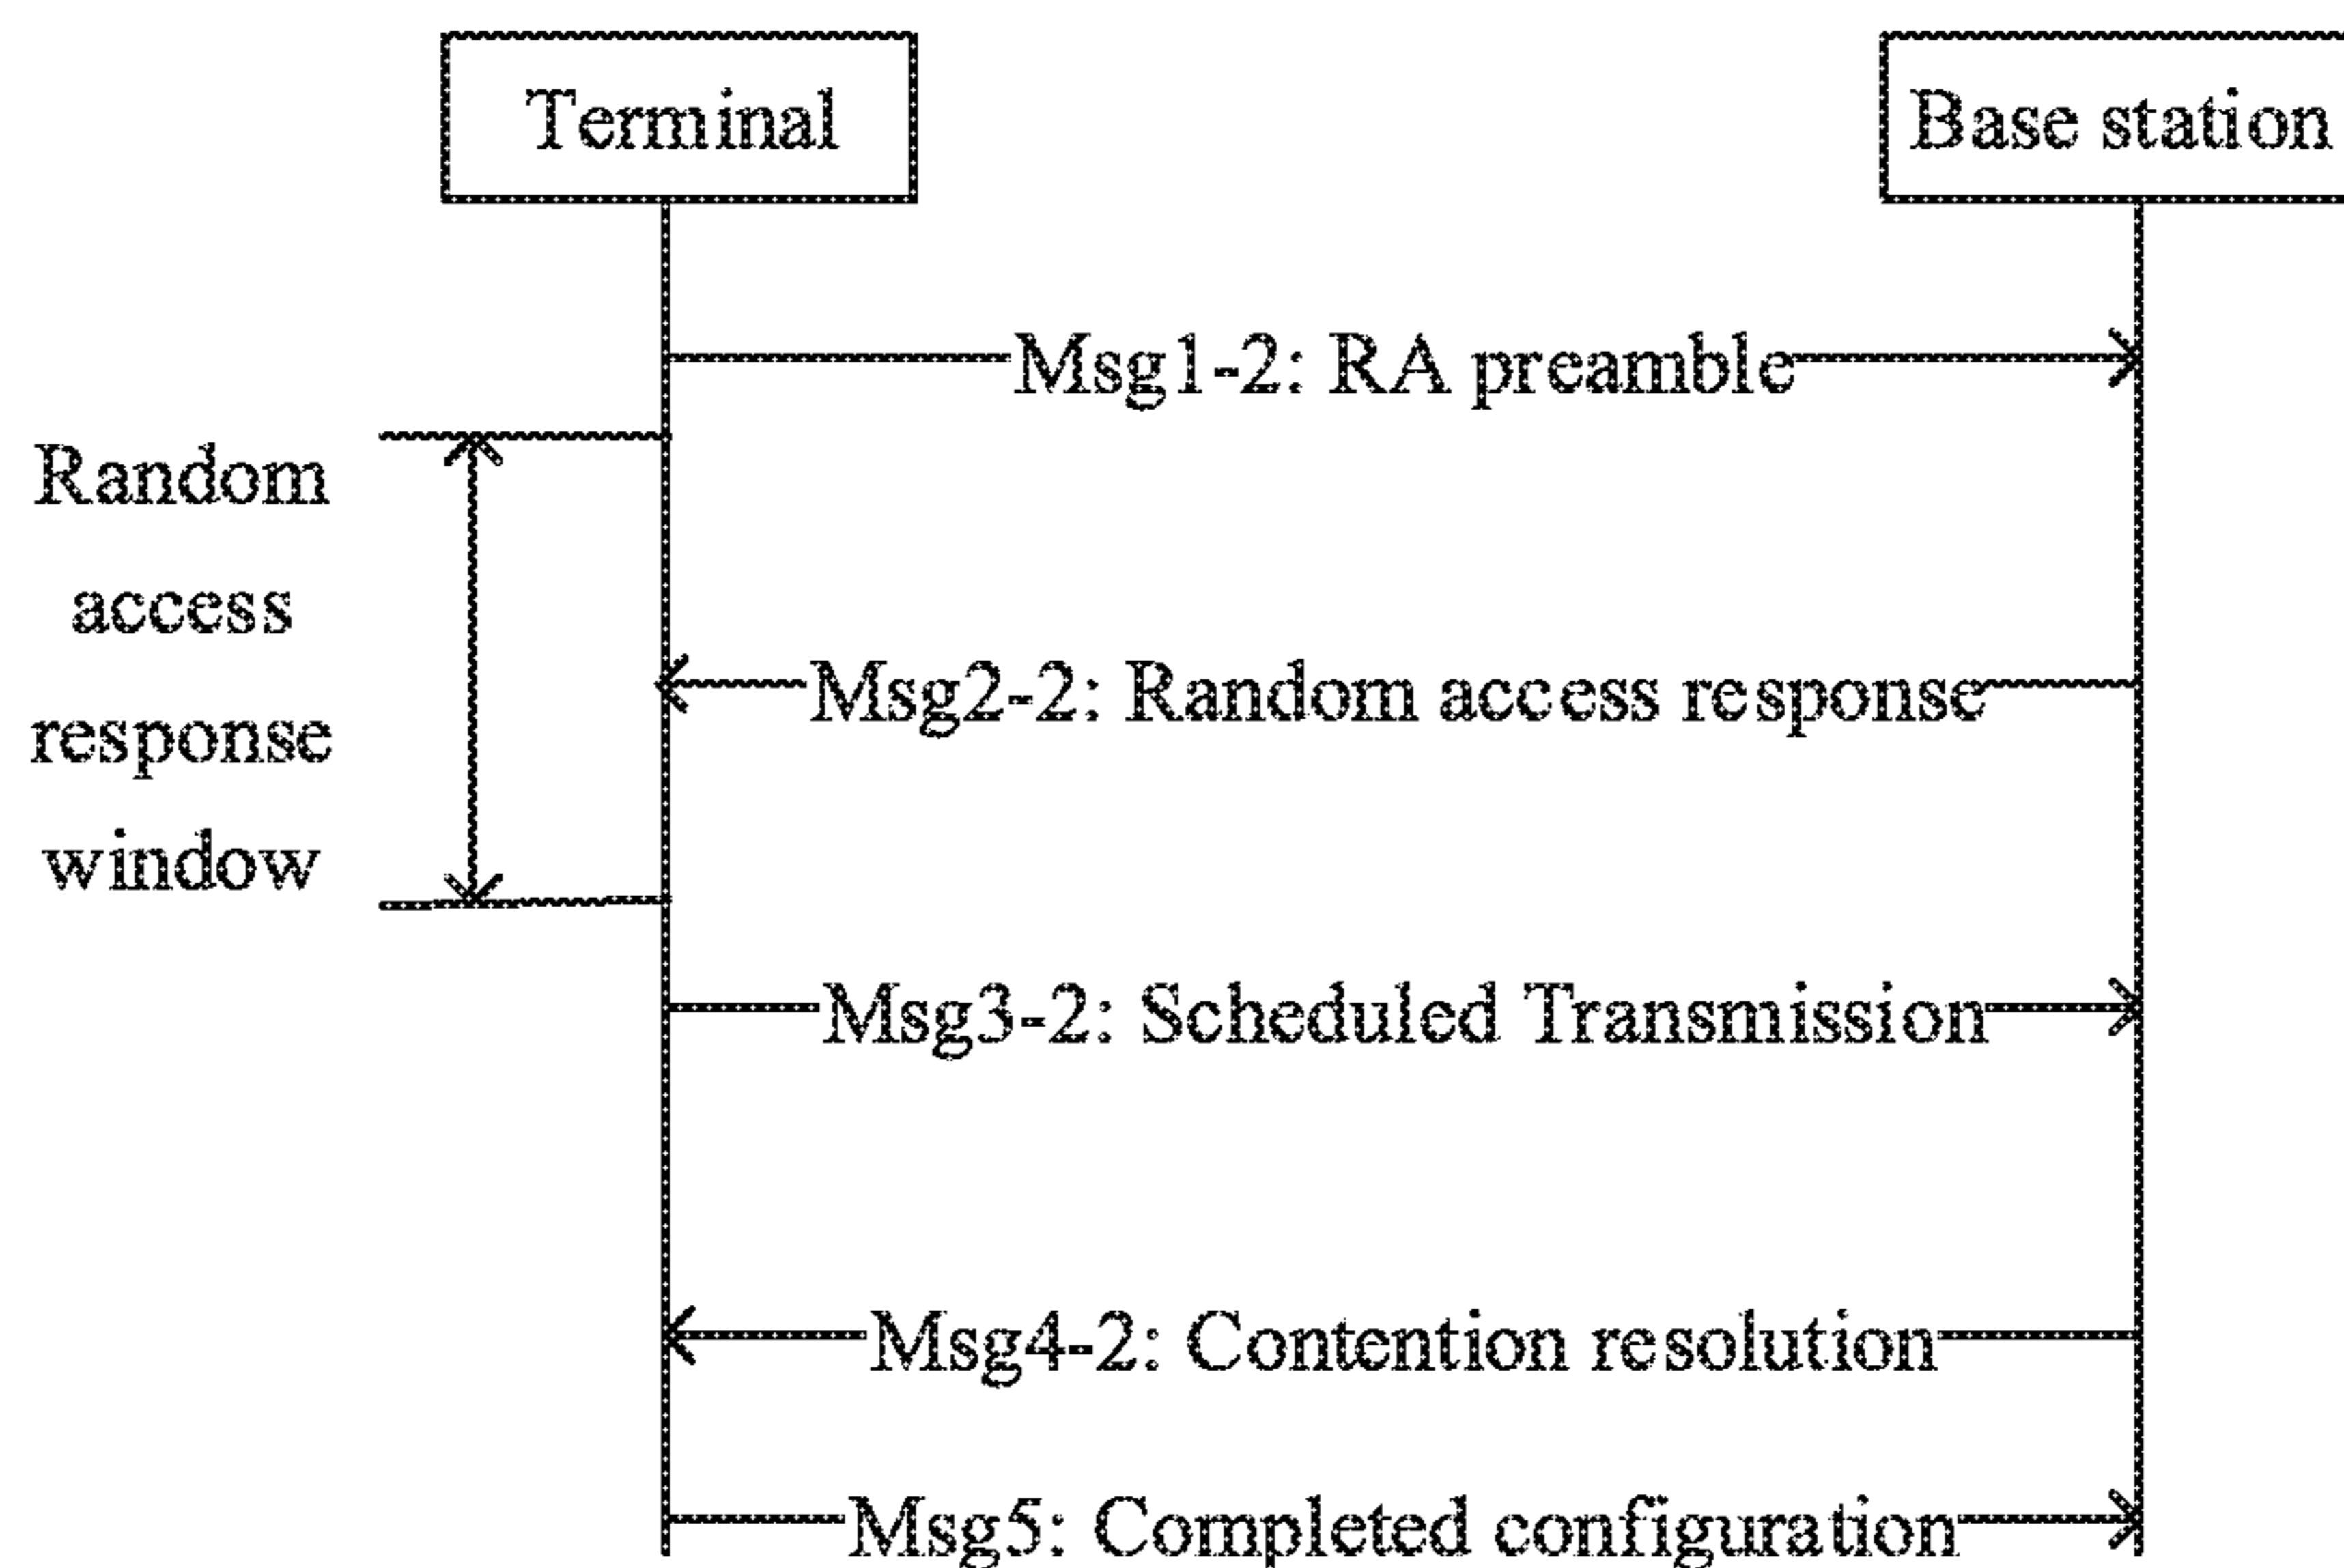 Terminal
Base station
Msg1-2: RA preamble
Random
access
response
window
Msg2-2: Random access response
Msg3-2: Scheduled Transmission
Msg4-2: Contention resolution
Msg5: Completed configuration